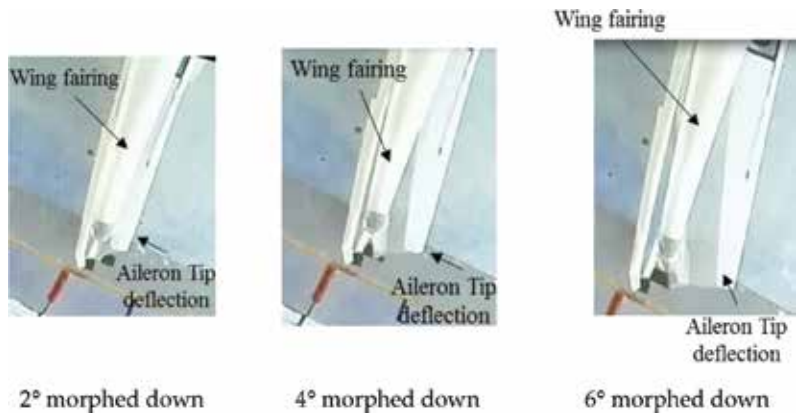 Wing fairing
Aileron Tip
deflection
2° morphed down
Wing fairing
Aileron Tip
deflection
4° morphed down
Wing fairing
Aileron Tip
deflection
6° morphed down